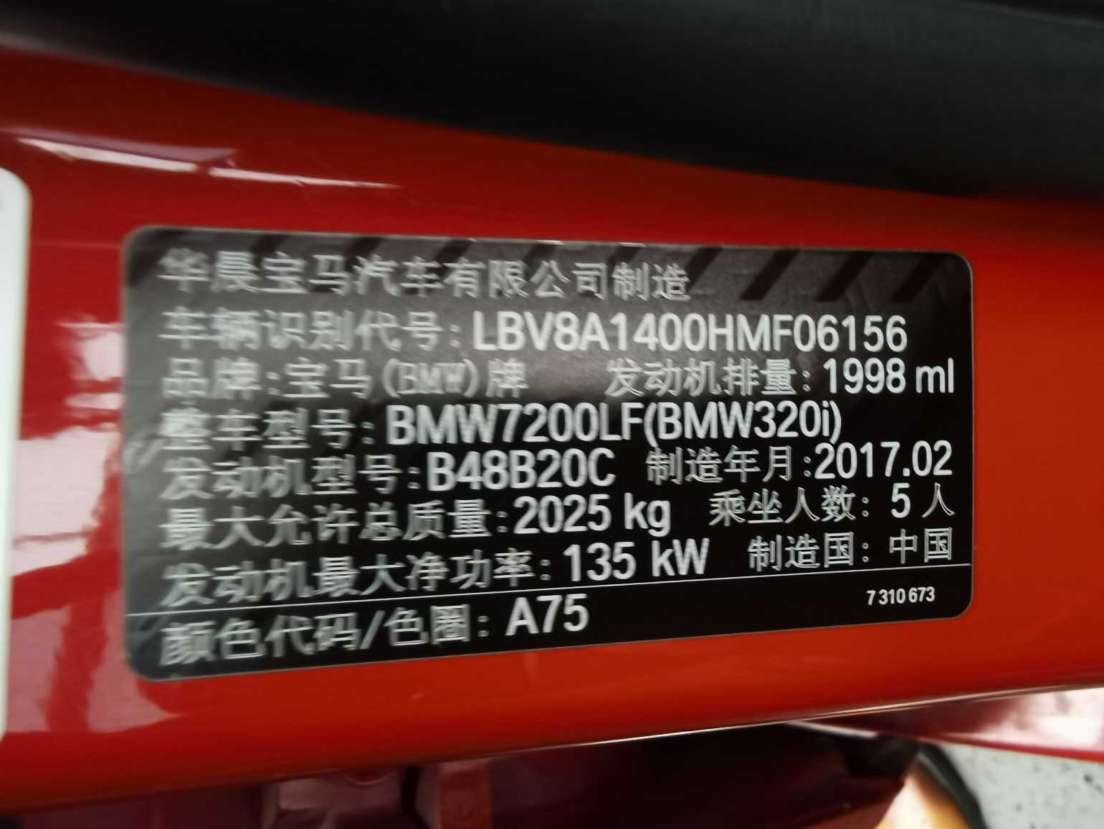 华晨宝马汽车有限公司制造
车辆识别代号: LBV8A1400HMF06156
品牌: 宝马(BMW)牌 发动机排量: 1998 ml
整车型号: BMW7200LF(BMW320i)
发动机型号: B48B20C 制造年月: 2017.02
最大允许总质量: 2025 kg 乘坐人数: 5 人
发动机最大净功率: 135 kW 制造国: 中国
7 310 673
颜色代码/色圈: A75